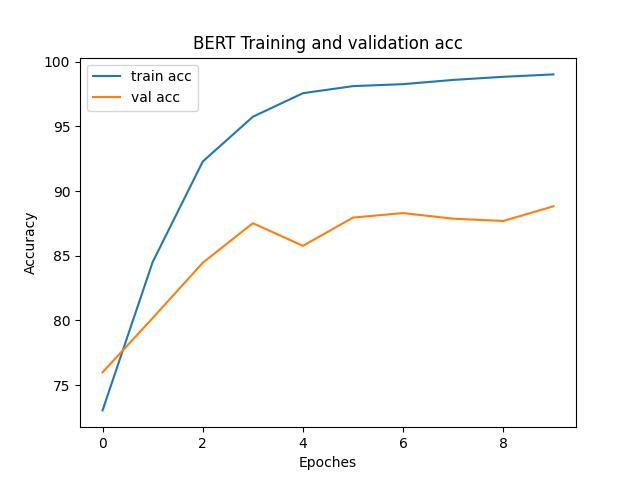 BERT Training and validation acc
train acc
val acc
Accuracy
100
95
90
85
80
75
0 2 4 6 8
Epoches